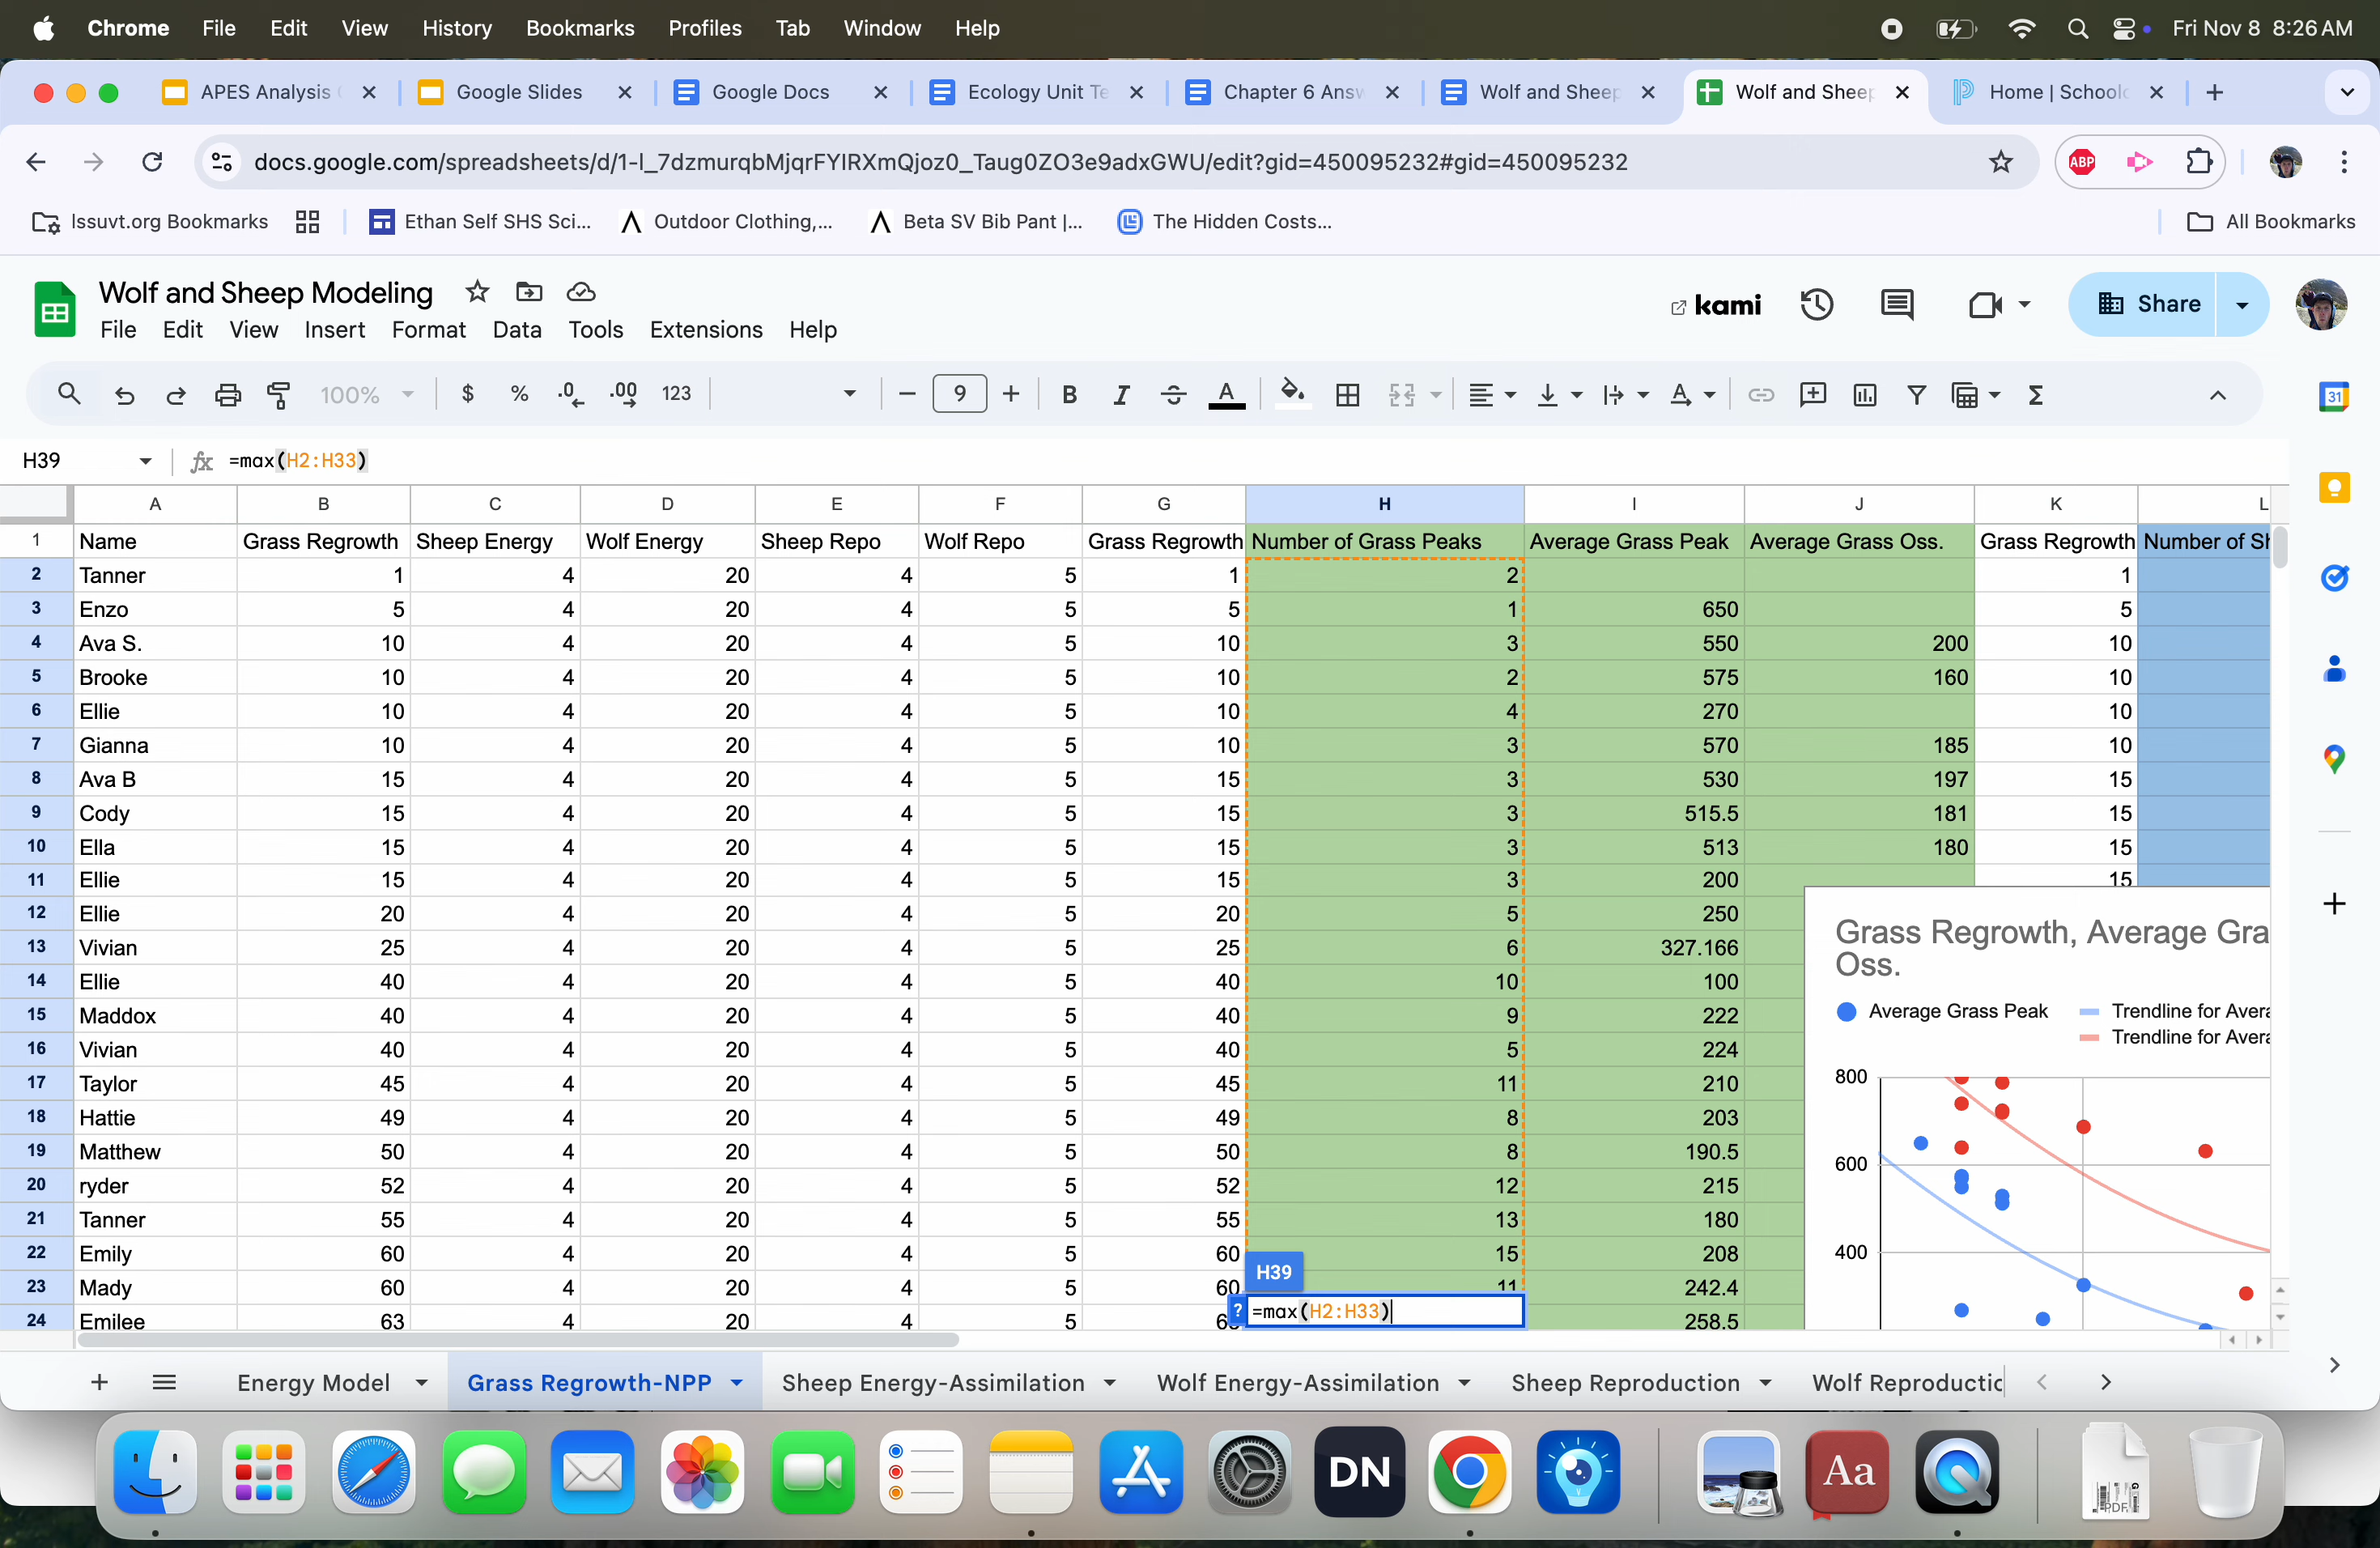 Chrome File Edit View History Bookmarks Profiles Tab Window Help Fri Nov 8 8:26 AM
APES Analysis Google Slides Google Docs Ecology Unit Te Chapter 6 Answ Wolf and Sheep Wolf and Sheep Home | Schoolo
docs.google.com/spreadsheets/d/1-I_7dzmurqbMjqrFYIRXmQjoz0_Taug0ZO3e9adxGWU/edit?gid=450095232#gid=450095232 ABP
lssuvt.org Bookmarks Ethan Self SHS Sci... Outdoor Clothing,... Beta SV Bib Pant |... The Hidden Costs... All Bookmarks
Wolf and Sheep Modeling
File Edit View Insert Format Data Tools Extensions Help
kami Share
100% $ % .0 .00 123 9 B I A
31
H39 fx =max(H2:H33)
A B C D E F G H I J K L
1 Name Grass Regrowth Sheep Energy Wolf Energy Sheep Repo Wolf Repo Grass Regrowth Number of Grass Peaks Average Grass Peak Average Grass Oss. Grass Regrowth Number of Sh
2 Tanner 1 4 20 4 5 1 2 1
3 Enzo 5 4 20 4 5 5 1 650 5
4 Ava S. 10 4 20 4 5 10 3 550 200 10
5 Brooke 10 4 20 4 5 10 2 575 160 10
6 Ellie 10 4 20 4 5 10 4 270 10
7 Gianna 10 4 20 4 5 10 3 570 185 10
8 Ava B 15 4 20 4 5 15 3 530 197 15
9 Cody 15 4 20 4 5 15 3 515.5 181 15
10 Ella 15 4 20 4 5 15 3 513 180 15
11 Ellie 15 4 20 4 5 15 3 200 15
12 Ellie 20 4 20 4 5 20 5 250
13 Vivian 25 4 20 4 5 25 6 327.166
14 Ellie 40 4 20 4 5 40 10 100
15 Maddox 40 4 20 4 5 40 9 222
16 Vivian 40 4 20 4 5 40 5 224
17 Taylor 45 4 20 4 5 45 11 210
18 Hattie 49 4 20 4 5 49 8 203
19 Matthew 50 4 20 4 5 50 8 190.5
20 ryder 52 4 20 4 5 52 12 215
21 Tanner 55 4 20 4 5 55 13 180
22 Emily 60 4 20 4 5 60 15 208
23 Mady 60 4 20 4 5 60 11 242.4
24 Emilee 63 4 20 4 5 6 258.5
H39
? =max(H2:H33)
Grass Regrowth, Average Gra
Oss.
Average Grass Peak Trendline for Avera
Trendline for Avera
800
600
400
Energy Model Grass Regrowth-NPP Sheep Energy-Assimilation Wolf Energy-Assimilation Sheep Reproduction Wolf Reproductic
DN Aa PDF